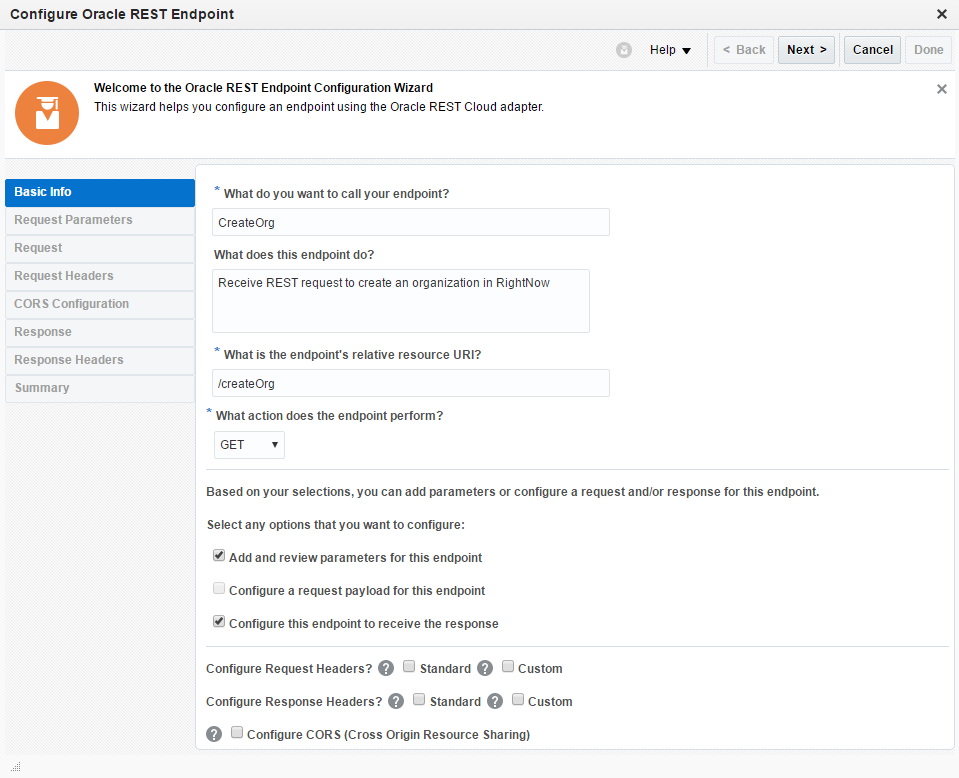 Configure Oracle REST Endpoint
Help
< Back
Next >
Cancel
Done
Welcome to the Oracle REST Endpoint Configuration Wizard
This wizard helps you configure an endpoint using the Oracle REST Cloud adapter.
Basic Info
Request Parameters
Request
Request Headers
CORS Configuration
Response
Response Headers
Summary
* What do you want to call your endpoint?
CreateOrg
What does this endpoint do?
Receive REST request to create an organization in RightNow
* What is the endpoint's relative resource URI?
/createOrg
* What action does the endpoint perform?
GET
Based on your selections, you can add parameters or configure a request and/or response for this endpoint.
Select any options that you want to configure:
Add and review parameters for this endpoint
Configure a request payload for this endpoint
Configure this endpoint to receive the response
Configure Request Headers? ? Standard ? Custom
Configure Response Headers? ? Standard ? Custom
? Configure CORS (Cross Origin Resource Sharing)